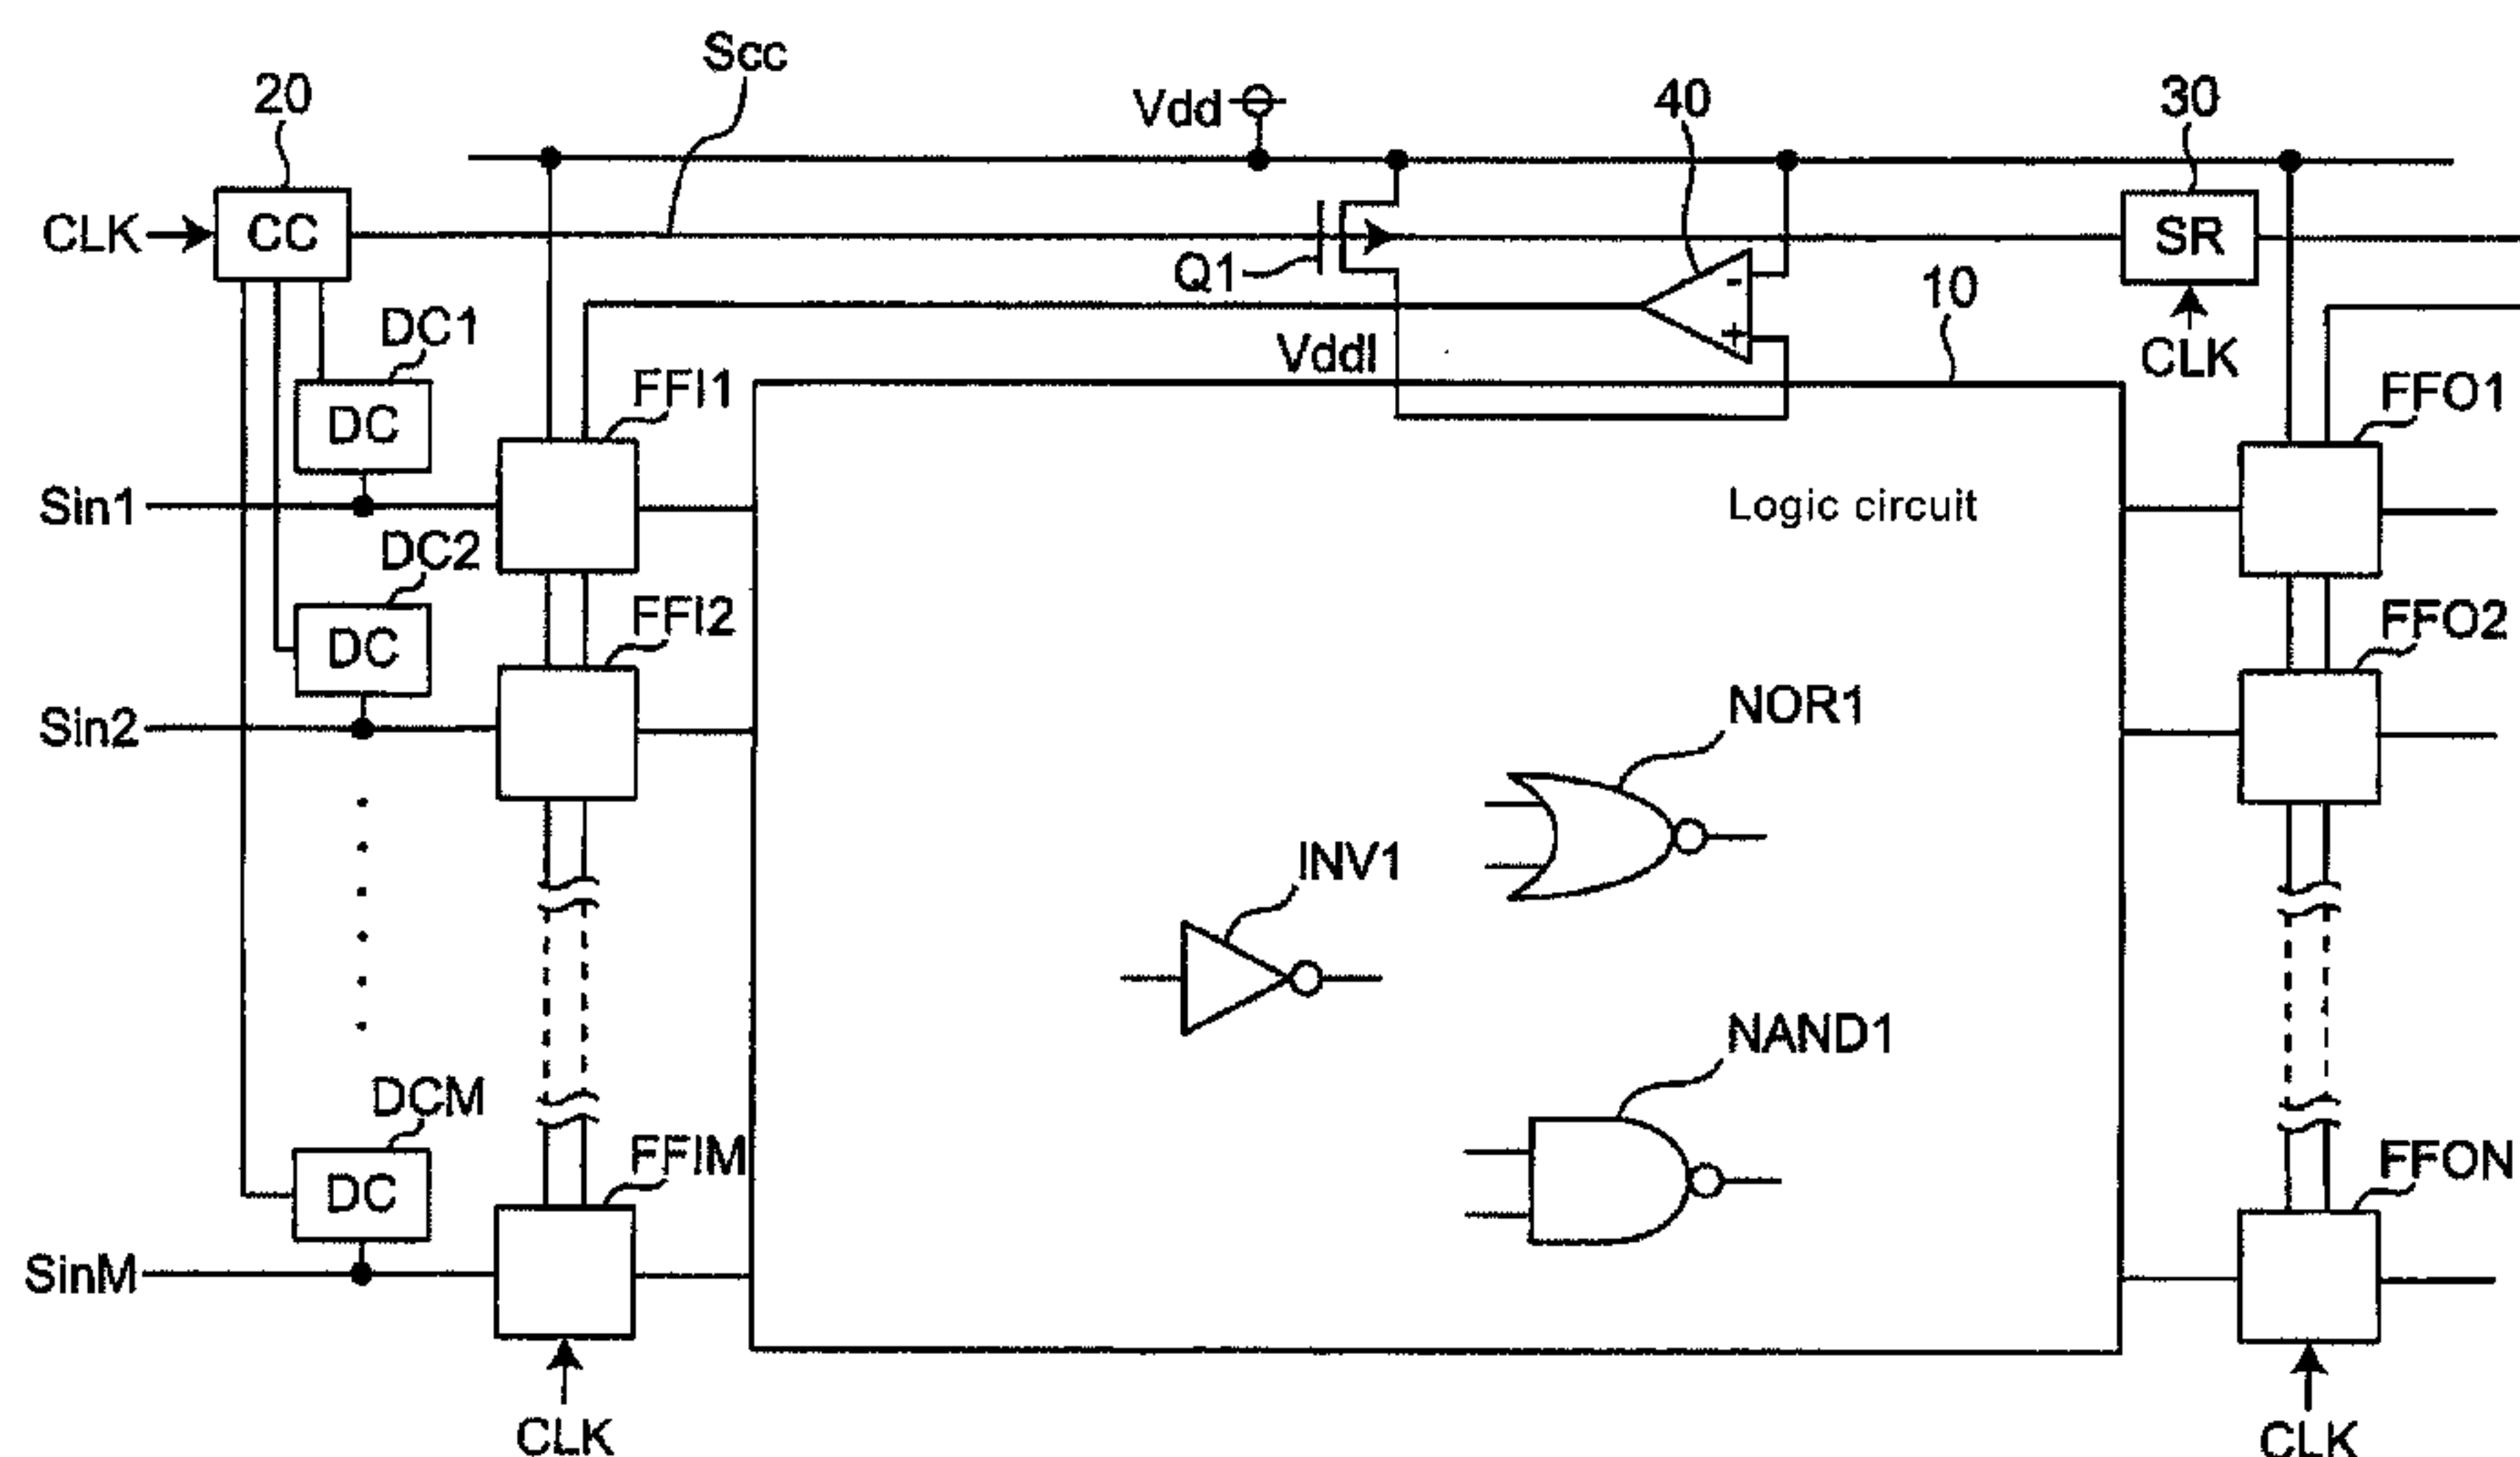 Scc
20
Vdd
40
30
CLK
CC
SR
Q1
-
10
DC1
+
VddI
CLK
FFI1
FFO1
DC
Sin1
Logic circuit
DC2
FFI2
FFO2
DC
NOR1
Sin2
INV1
NAND1
DCM
FFIM
FFON
DC
SinM
CLK
CLK